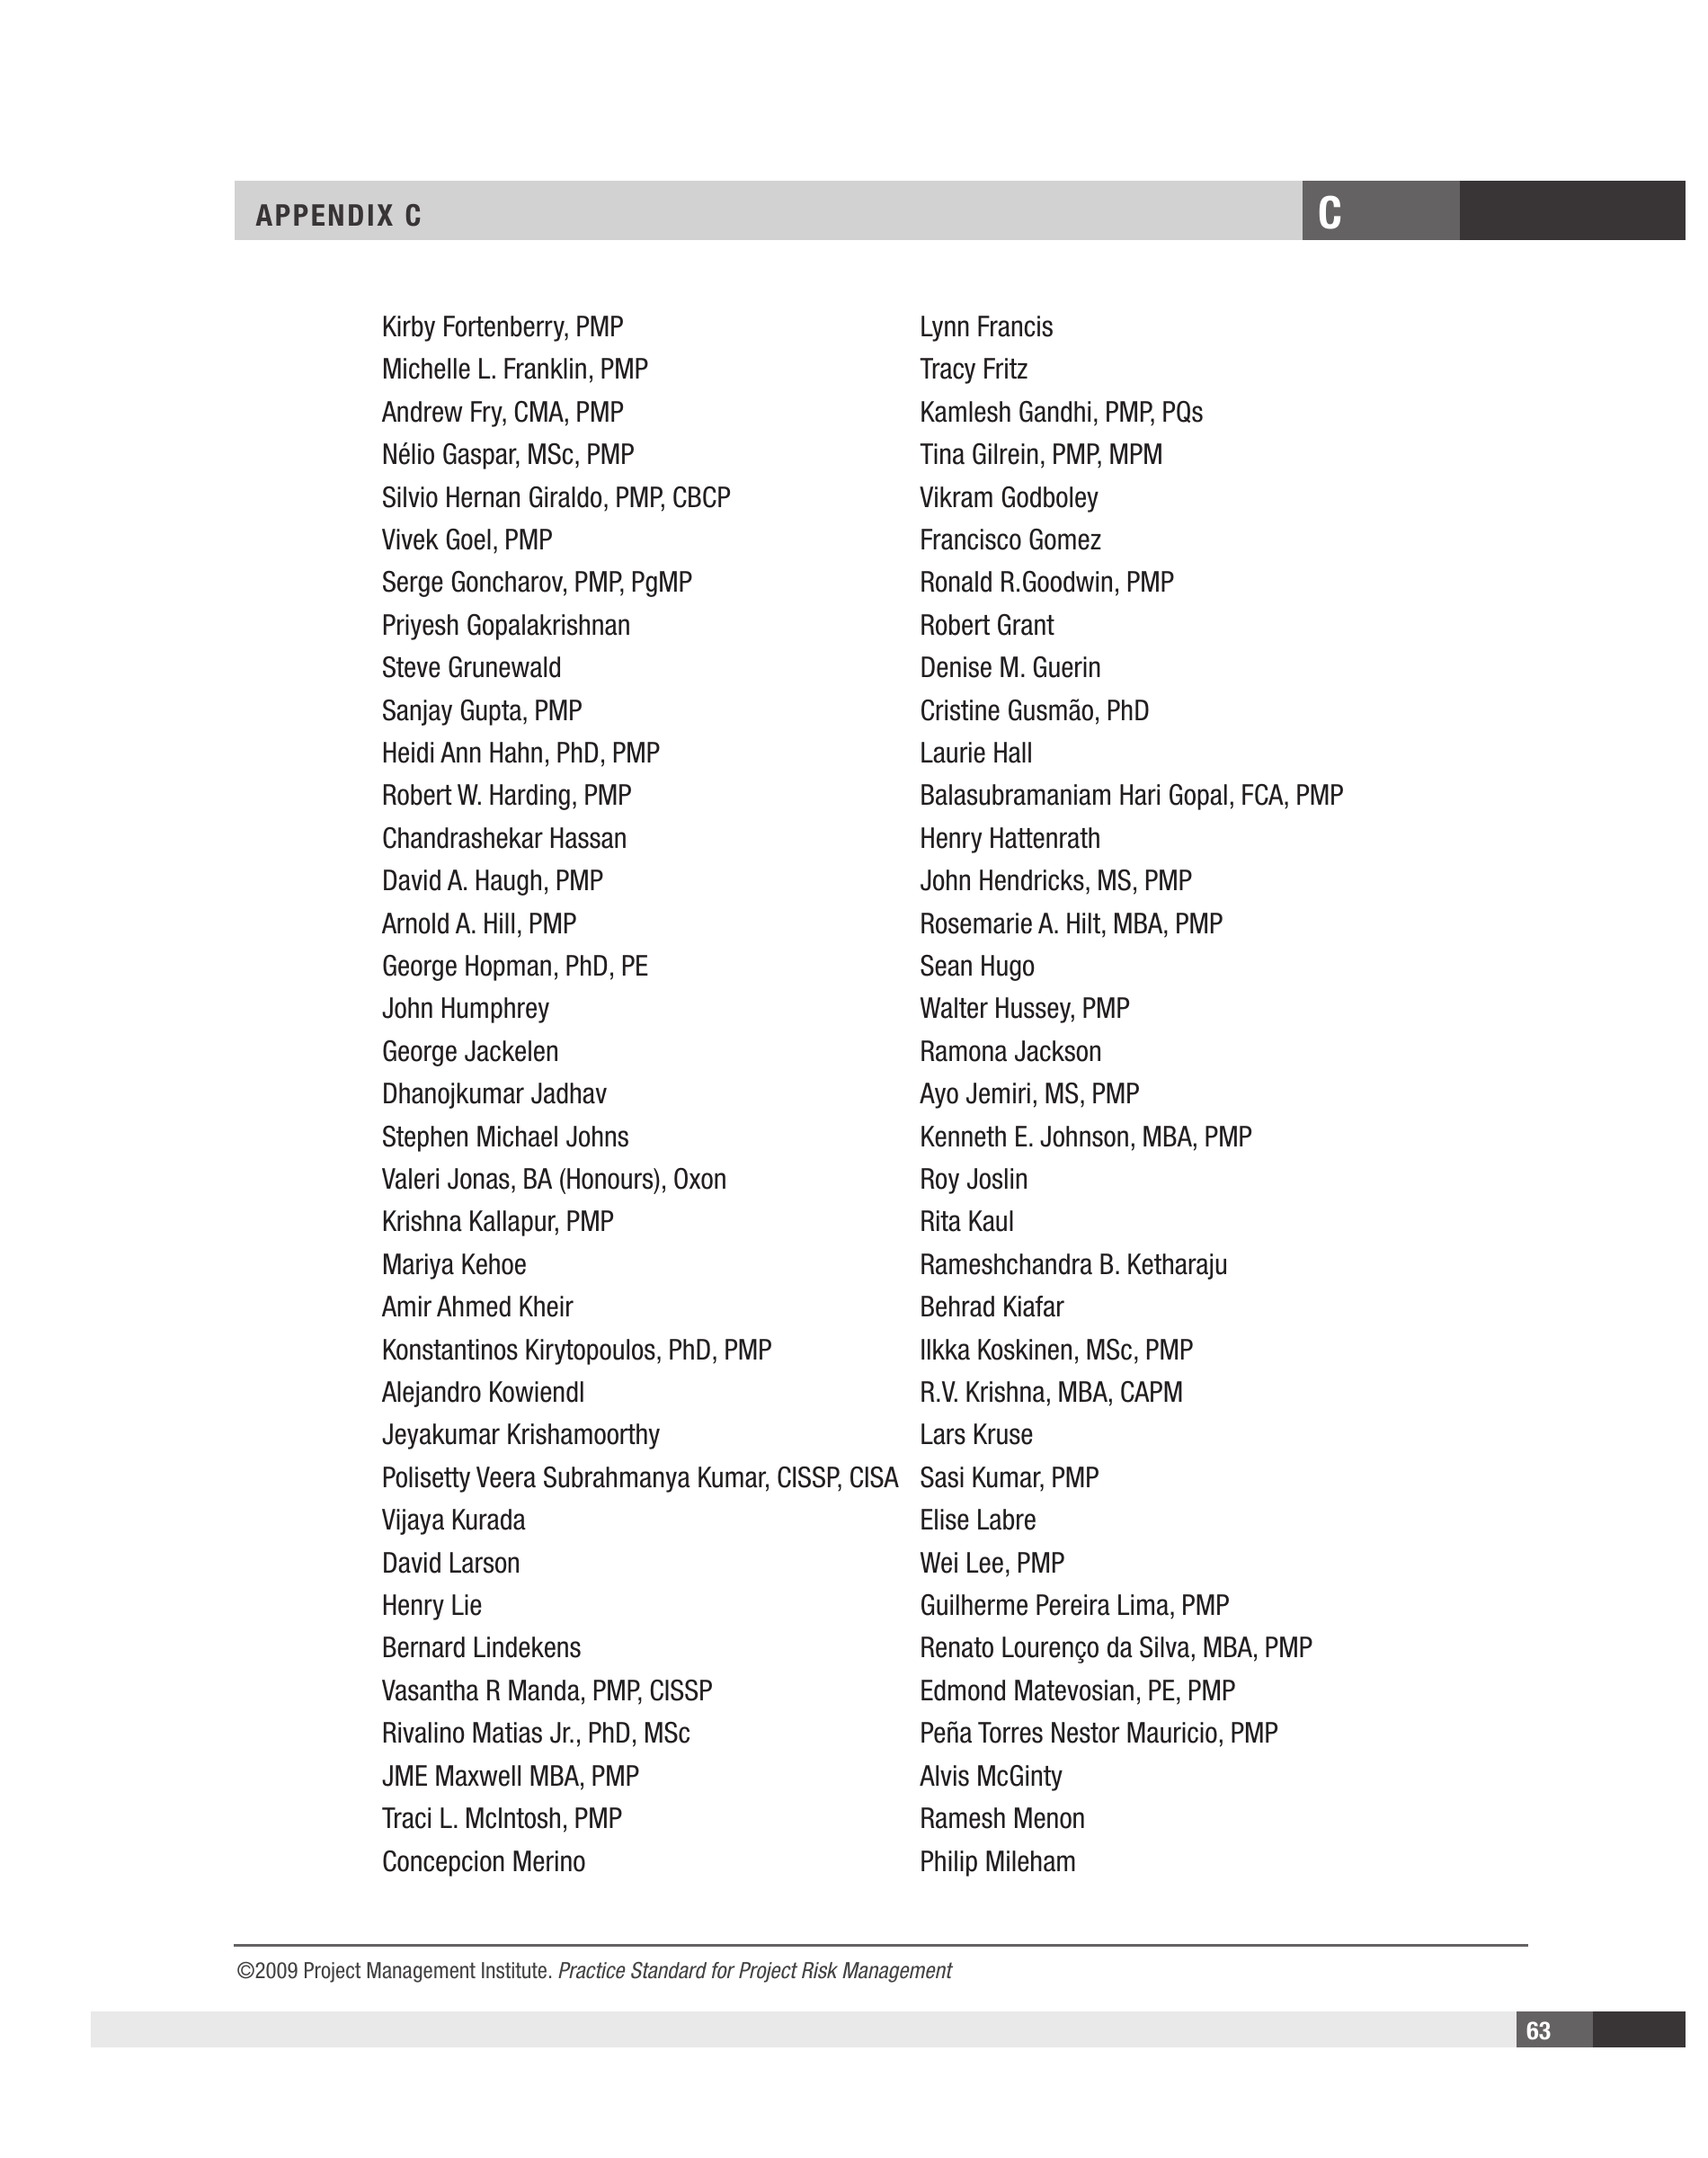 APPENDIX C
C
Kirby Fortenberry, PMP
Lynn Francis
Michelle L. Franklin, PMP
Tracy Fritz
Andrew Fry, CMA, PMP
Kamlesh Gandhi, PMP, PQs
Nélio Gaspar, MSc, PMP
Tina Gilrein, PMP, MPM
Silvio Hernan Giraldo, PMP, CBCP
Vikram Godboley
Vivek Goel, PMP
Francisco Gomez
Serge Goncharov, PMP, PgMP
Ronald R.Goodwin, PMP
Priyesh Gopalakrishnan
Robert Grant
Steve Grunewald
Denise M. Guerin
Sanjay Gupta, PMP
Cristine Gusmão, PhD
Heidi Ann Hahn, PhD, PMP
Laurie Hall
Robert W. Harding, PMP
Balasubramaniam Hari Gopal, FCA, PMP
Chandrashekar Hassan
Henry Hattenrath
David A. Haugh, PMP
John Hendricks, MS, PMP
Arnold A. Hill, PMP
Rosemarie A. Hilt, MBA, PMP
George Hopman, PhD, PE
Sean Hugo
John Humphrey
Walter Hussey, PMP
George Jackelen
Ramona Jackson
Dhanojkumar Jadhav
Ayo Jemiri, MS, PMP
Stephen Michael Johns
Kenneth E. Johnson, MBA, PMP
Valeri Jonas, BA (Honours), Oxon
Roy Joslin
Krishna Kallapur, PMP
Rita Kaul
Mariya Kehoe
Rameshchandra B. Ketharaju
Amir Ahmed Kheir
Behrad Kiafar
Konstantinos Kirytopoulos, PhD, PMP
Ilkka Koskinen, MSc, PMP
Alejandro Kowiendl
R.V. Krishna, MBA, CAPM
Jeyakumar Krishamoorthy
Lars Kruse
Polisetty Veera Subrahmanya Kumar, CISSP, CISA
Sasi Kumar, PMP
Vijaya Kurada
Elise Labre
David Larson
Wei Lee, PMP
Henry Lie
Guilherme Pereira Lima, PMP
Bernard Lindekens
Renato Lourenço da Silva, MBA, PMP
Vasantha R Manda, PMP, CISSP
Edmond Matevosian, PE, PMP
Rivalino Matias Jr., PhD, MSc
Peña Torres Nestor Mauricio, PMP
JME Maxwell MBA, PMP
Alvis McGinty
Traci L. McIntosh, PMP
Ramesh Menon
Concepcion Merino
Philip Mileham
©2009 Project Management Institute. Practice Standard for Project Risk Management
63